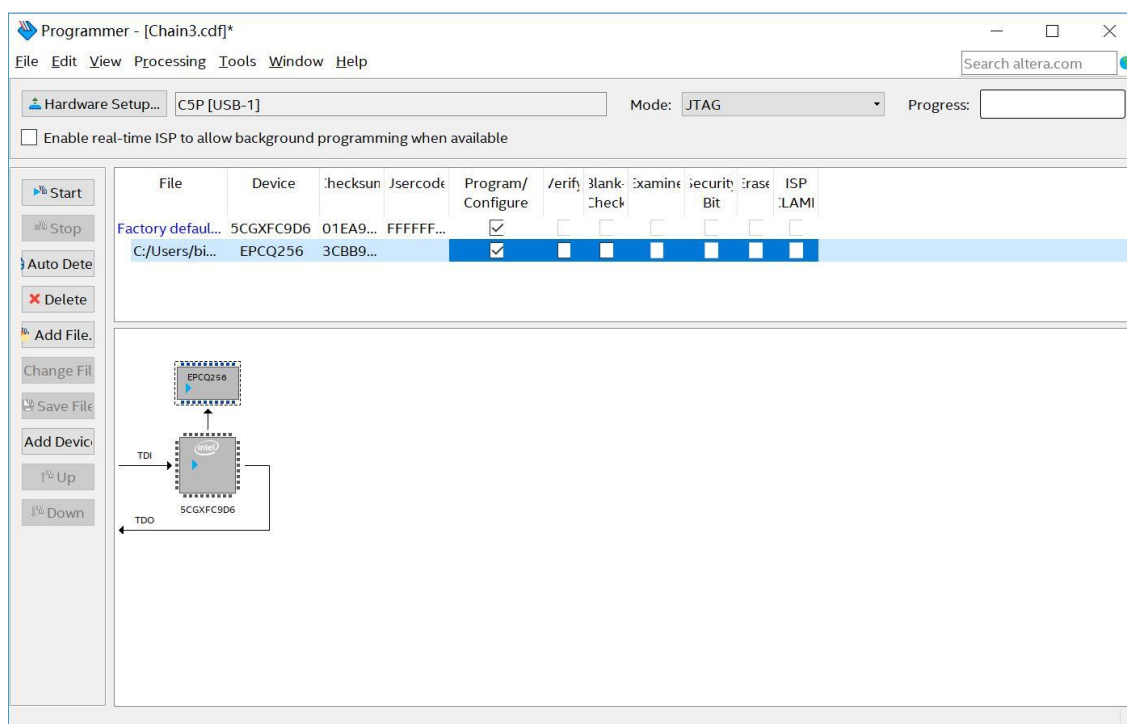 Programmer - [Chain3.cdf]*
File Edit View Processing Tools Window Help
Search altera.com
Hardware Setup... C5P [USB-1] Mode: JTAG Progress:
Enable real-time ISP to allow background programming when available
Start
Stop
Auto Dete
Delete
Add File.
Change Fil
Save File
Add Devic
Up
Down
File Device Checksun Usercode Program/ Verify Blank- Examine Security Erase ISP
Configure Check Bit CLAMI
Factory defaul... 5CGXFC9D6 01EA9... FFFFFF...
C:/Users/bi... EPCQ256 3CBB9...
EPCQ256
TDI
intel
5CGXFC9D6
TDO